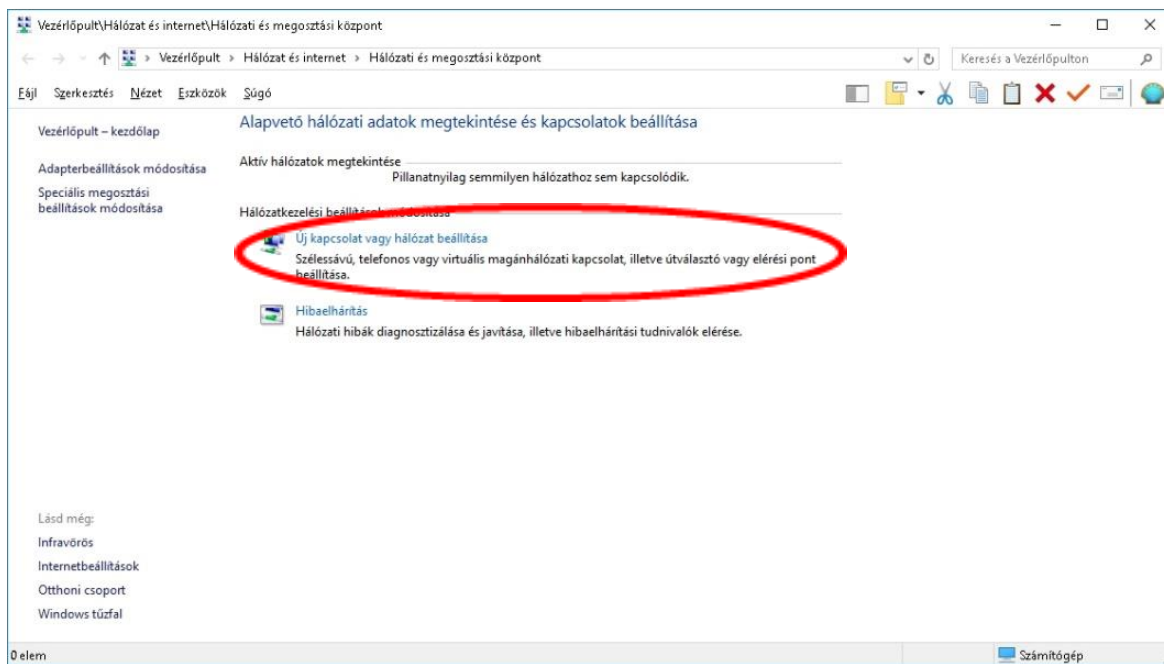 Vezérlőpult\Hálózat és internet\Hálózati és megosztási központ
Vezérlőpult > Hálózat és internet > Hálózati és megosztási központ
Keresés a Vezérlőpulton
Fájl Szerkesztés Nézet Eszközök Súgó
Vezérlőpult – kezdőlap
Adapterbeállítások módosítása
Speciális megosztási
beállítások módosítása
Alapvető hálózati adatok megtekintése és kapcsolatok beállítása
Aktív hálózatok megtekintése
Pillanatnyilag semmilyen hálózathoz sem kapcsolódik.
Hálózatkezelési beállítások módosítása
Új kapcsolat vagy hálózat beállítása
Szélessávú, telefonos vagy virtuális magánhálózati kapcsolat, illetve útválasztó vagy elérési pont
beállítása.
Hibaelhárítás
Hálózati hibák diagnosztizálása és javítása, illetve hibaelhárítási tudnivalók elérése.
Lásd még:
Infravörös
Internetbeállítások
Otthoni csoport
Windows tűzfal
0 elem
Számítógép